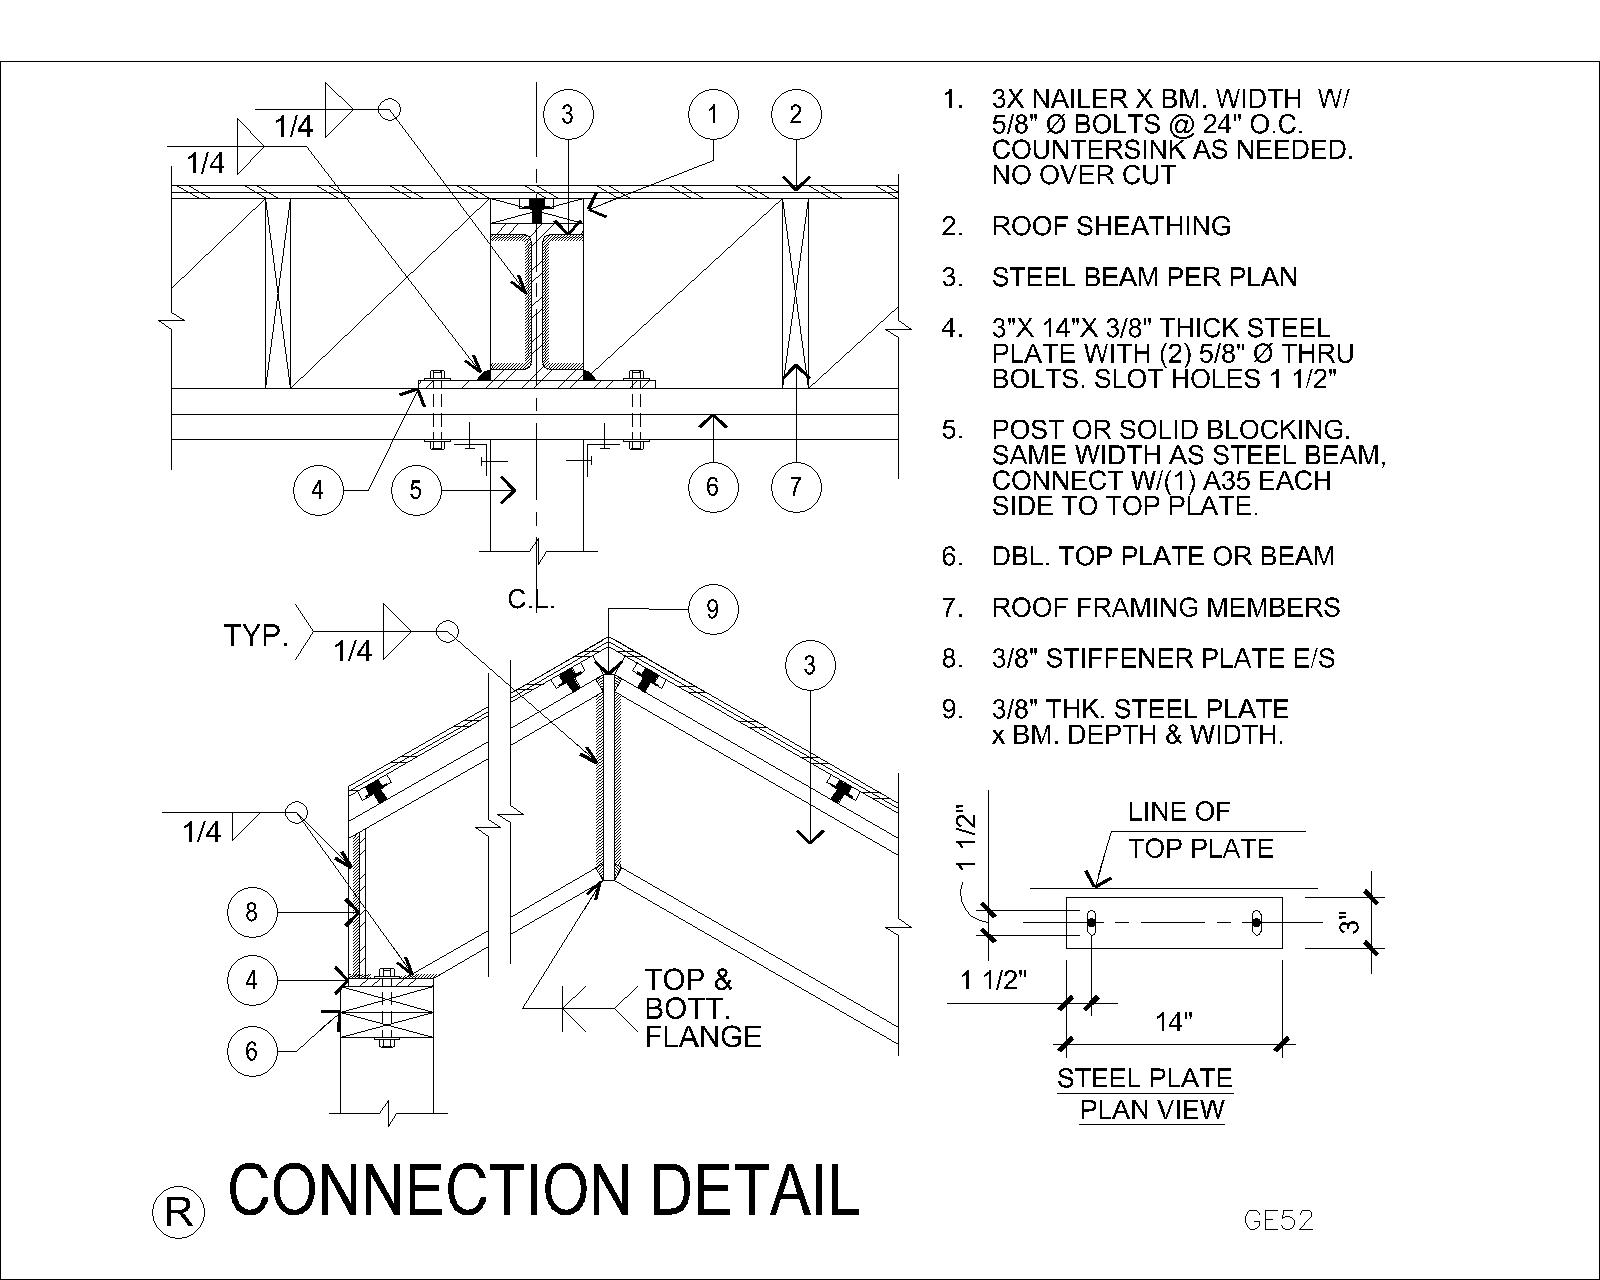 1/4
1/4
3
1
2
4
5
6
7
C.L.
TYP.
1/4
9
3
1/4
8
4
6
TOP &
BOTT.
FLANGE
1. 3X NAILER X BM. WIDTH W/
5/8" Ø BOLTS @ 24" O.C.
COUNTERSINK AS NEEDED.
NO OVER CUT
2. ROOF SHEATHING
3. STEEL BEAM PER PLAN
4. 3"X 14"X 3/8" THICK STEEL
PLATE WITH (2) 5/8" Ø THRU
BOLTS. SLOT HOLES 1 1/2"
5. POST OR SOLID BLOCKING.
SAME WIDTH AS STEEL BEAM,
CONNECT W/(1) A35 EACH
SIDE TO TOP PLATE.
6. DBL. TOP PLATE OR BEAM
7. ROOF FRAMING MEMBERS
8. 3/8" STIFFENER PLATE E/S
9. 3/8" THK. STEEL PLATE
x BM. DEPTH & WIDTH.
1 1/2"
LINE OF
TOP PLATE
3"
1 1/2"
14"
STEEL PLATE
PLAN VIEW
R CONNECTION DETAIL
GE52